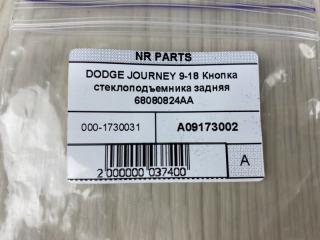 NR PARTS
DODGE JOURNEY 9-18 Кнопка
стеклоподъемника задняя
68080824AA
000-1730031 A09173002
2 000000 037400
A